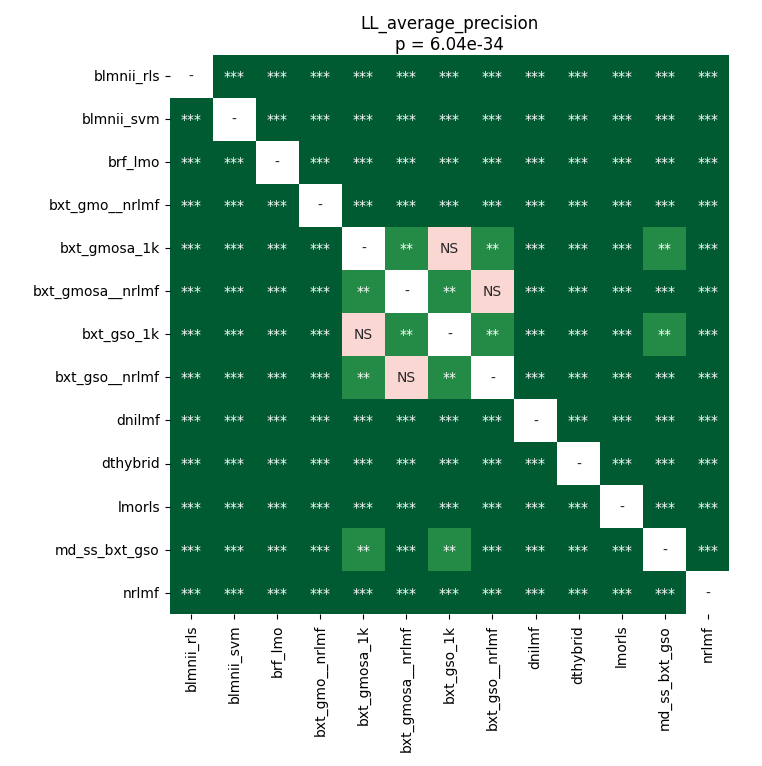 LL_average_precision
p = 6.04e-34
blmnii_rls - *** *** *** *** *** *** *** *** *** *** *** ***
blmnii_svm *** - *** *** *** *** *** *** *** *** *** *** ***
brf_lmo *** *** - *** *** *** *** *** *** *** *** *** ***
bxt_gmo__nrlmf *** *** *** - *** *** *** *** *** *** *** *** ***
bxt_gmosa_1k *** *** *** *** - ** NS ** *** *** *** ** ***
bxt_gmosa__nrlmf *** *** *** *** ** - ** NS *** *** *** *** ***
bxt_gso_1k *** *** *** *** NS ** - ** *** *** *** ** ***
bxt_gso__nrlmf *** *** *** *** ** NS ** - *** *** *** *** ***
dnilmf *** *** *** *** *** *** *** *** - *** *** *** ***
dthybrid *** *** *** *** *** *** *** *** *** - *** *** ***
lmorls *** *** *** *** *** *** *** *** *** *** - *** ***
md_ss_bxt_gso *** *** *** *** ** *** ** *** *** *** *** - ***
nrlmf *** *** *** *** *** *** *** *** *** *** *** *** -
blmnii_rls
blmnii_svm
brf_lmo
bxt_gmo__nrlmf
bxt_gmosa_1k
bxt_gmosa__nrlmf
bxt_gso_1k
bxt_gso__nrlmf
dnilmf
dthybrid
lmorls
md_ss_bxt_gso
nrlmf